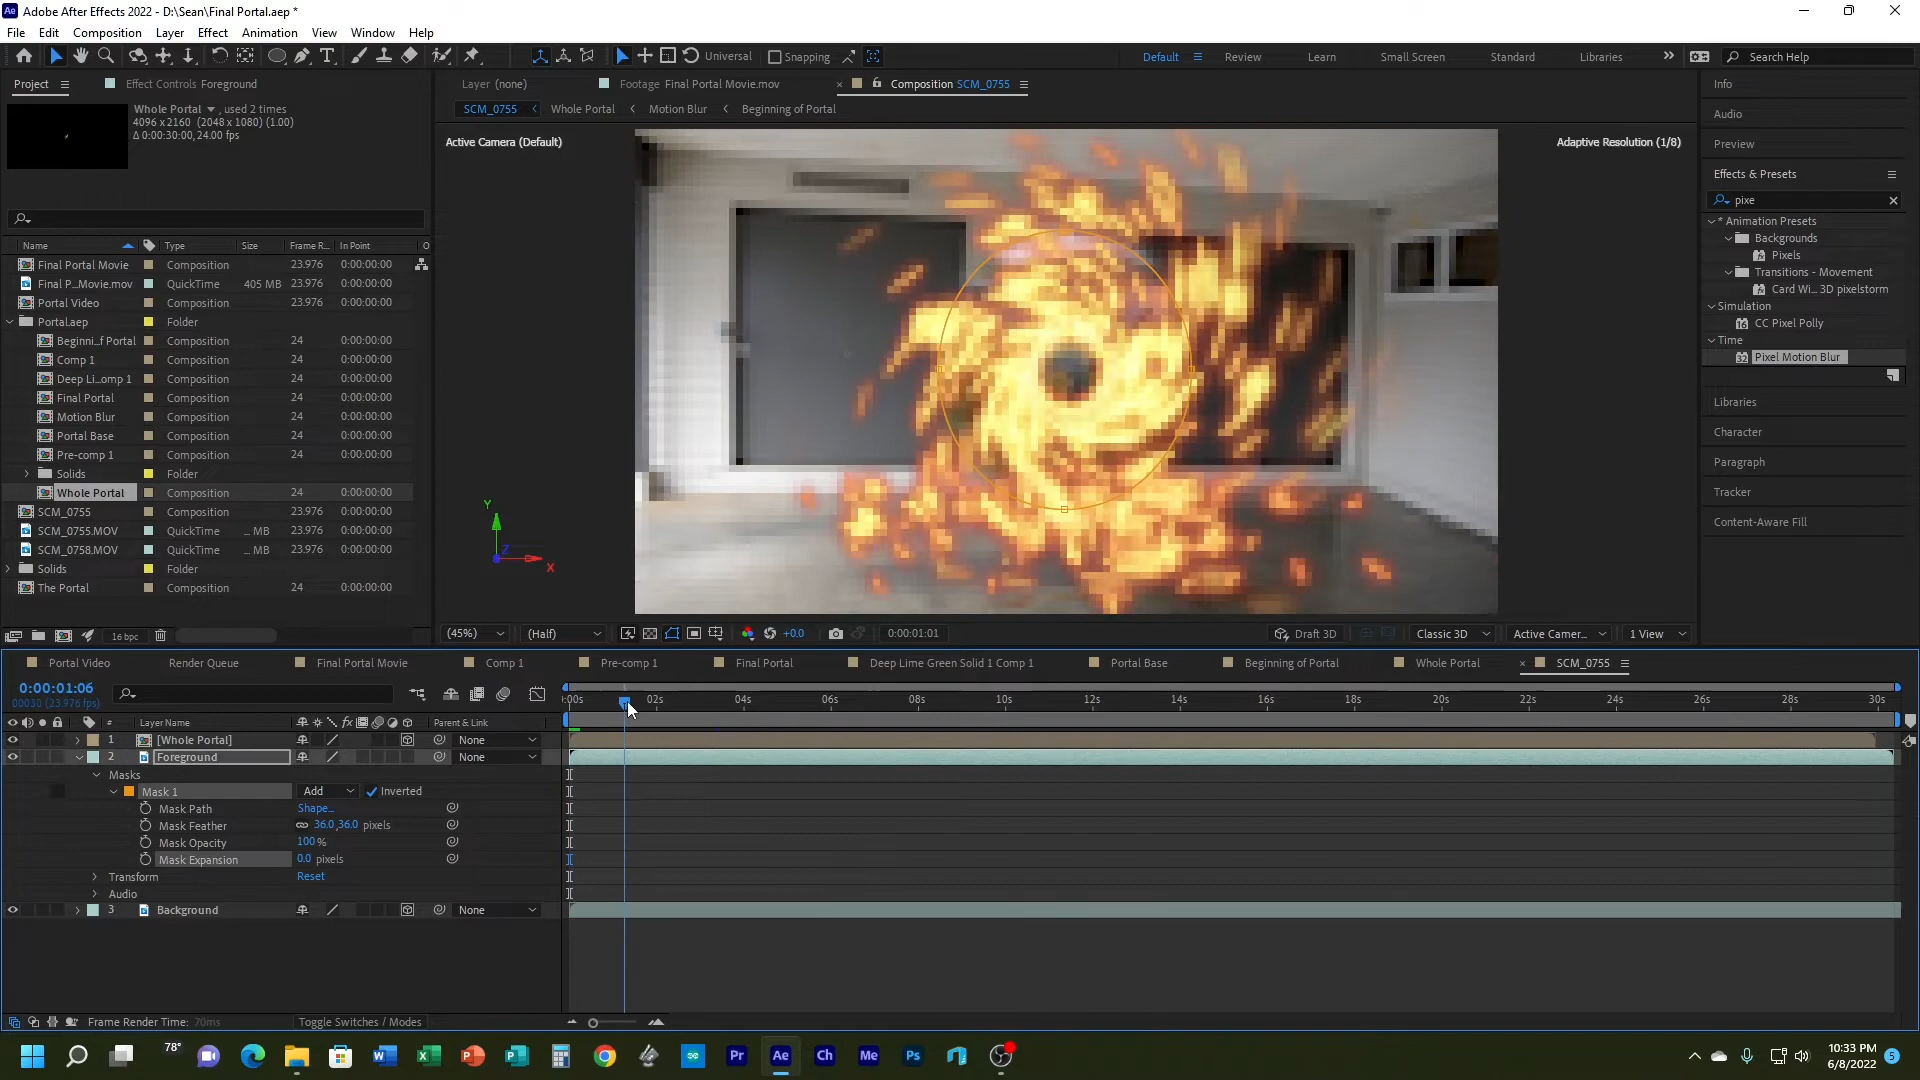 Adobe After Effects 2022 - D:\Sean\Final Portal.aep *
File Edit Composition Layer Effect Animation View Window Help
Universal Snapping Default Review Learn Small Screen Standard Libraries Search Help
Project Effect Controls Foreground Layer (none) Footage Final Portal Movie.mov Composition SCM_0755 Info
Whole Portal , used 2 times
4096 x 2160 (2048 x 1080) (1.00)
Δ 0:00:30:00, 24.00 fps
SCM_0755 Whole Portal Motion Blur Beginning of Portal
Active Camera (Default) Adaptive Resolution (1/8)
Audio
Preview
Effects & Presets
pixe
* Animation Presets
Backgrounds
Pixels
Transitions - Movement
Card Wi... 3D pixelstorm
Simulation
CC Pixel Polly
Time
Pixel Motion Blur
Libraries
Character
Paragraph
Tracker
Content-Aware Fill
Name Type Size Frame R... In Point O
Final Portal Movie Composition 23.976 0:00:00:00
Final P...Movie.mov QuickTime 405 MB 23.976 0:00:00:00
Portal Video Composition 23.976 0:00:00:00
Portal.aep Folder
Beginni...f Portal Composition 24 0:00:00:00
Comp 1 Composition 24 0:00:00:00
Deep Li...omp 1 Composition 24 0:00:00:00
Final Portal Composition 24 0:00:00:00
Motion Blur Composition 24 0:00:00:00
Portal Base Composition 24 0:00:00:00
Pre-comp 1 Composition 24 0:00:00:00
Solids Folder
Whole Portal Composition 24 0:00:00:00
SCM_0755 Composition 23.976 0:00:00:00
SCM_0755.MOV QuickTime ... MB 23.976 0:00:00:00
SCM_0758.MOV QuickTime ... MB 23.976 0:00:00:00
Solids Folder
The Portal Composition 24 0:00:00:00
Y
Z
X
16 bpc
(45%) (Half) +0.0 0:00:01:01 Draft 3D Classic 3D Active Camer... 1 View
Portal Video Render Queue Final Portal Movie Comp 1 Pre-comp 1 Final Portal Deep Lime Green Solid 1 Comp 1 Portal Base Beginning of Portal Whole Portal SCM_0755
0:00:01:06
00030 (23.976 fps)
:00s 02s 04s 06s 08s 10s 12s 14s 16s 18s 20s 22s 24s 26s 28s 30s
# Layer Name Parent & Link
1 [Whole Portal] None
2 Foreground None
Masks
Mask 1 Add Inverted
Mask Path Shape...
Mask Feather 36.0,36.0 pixels
Mask Opacity 100%
Mask Expansion 0.0 pixels
Transform Reset
Audio
3 Background None
Frame Render Time: 70ms Toggle Switches / Modes
78°
Pr Ae Ch Me Ps
10:33 PM
6/8/2022
5